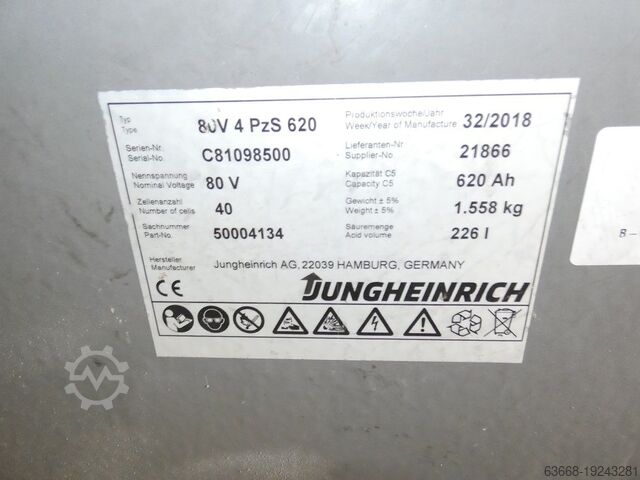 Typ
Type 80V 4 PzS 620
Produktionswoche/Jahr
Week/Year of Manufacture 32/2018
Serien-Nr.
Serial-No. C81098500
Lieferanten-Nr
Supplier-No 21866
Nennspannung
Nominal Voltage 80 V
Kapazität C5
Capacity C5 620 Ah
Zellenanzahl
Number of cells 40
Gewicht ± 5%
Weight ± 5% 1.558 kg
Sachnummer
Part-No. 50004134
Säuremenge
Acid volume 226 l
Hersteller
Manufacturer Jungheinrich AG, 22039 HAMBURG, GERMANY
CE JUNGHEINRICH
8-
63668-19243281